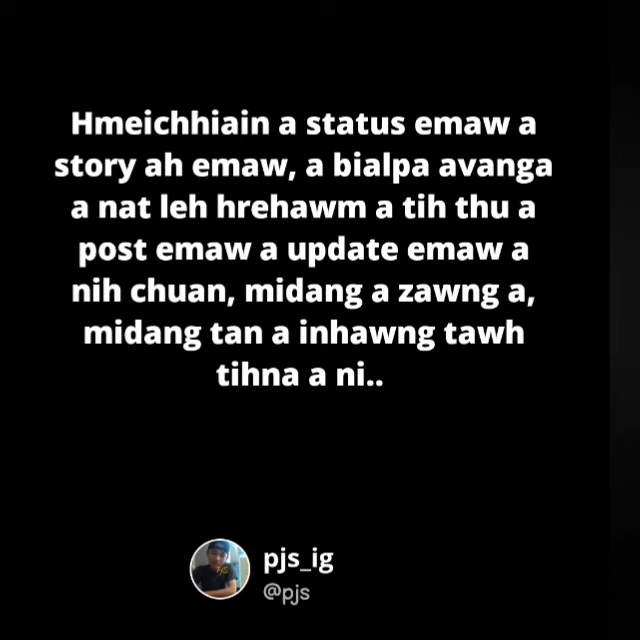 Hmeichhiain a status emaw a
story ah emaw, a bialpa avanga
a nat leh hrehawm a tih thu a
post emaw a update emaw a
nih chuan, midang a zawng a,
midang tan a inhawng tawh
tihna a ni..
pjs_ig
@pjs